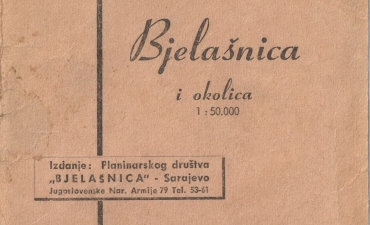 Bjelašnica
i okolica
1 : 50.000
Izdanje: Planinarskog društva
„BJELAŠNICA" - Sarajevo
Jugoslovenske Nar. Armije 79 Tel. 53-61